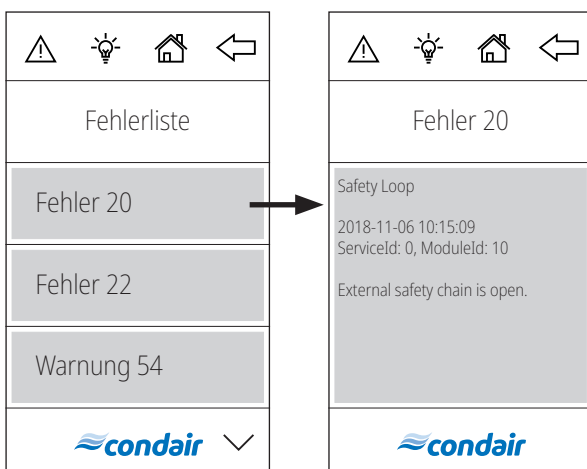 Fehlerliste
Fehler 20
Fehler 22
Warnung 54
condair
Fehler 20
Safety Loop
2018-11-06 10:15:09
ServiceId: 0, ModuleId: 10
External safety chain is open.
condair